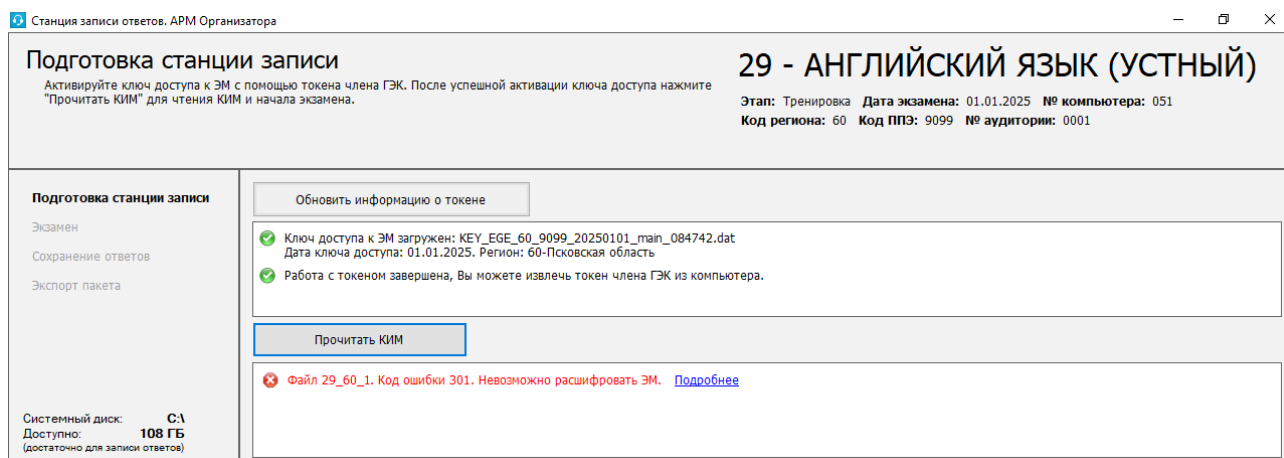 Станция записи ответов. АРМ Организатора
Подготовка станции записи
Активируйте ключ доступа к ЭМ с помощью токена члена ГЭК. После успешной активации ключа доступа нажмите
"Прочитать КИМ" для чтения КИМ и начала экзамена.
29 - АНГЛИЙСКИЙ ЯЗЫК (УСТНЫЙ)
Этап: Тренировка Дата экзамена: 01.01.2025 № компьютера: 051
Код региона: 60 Код ППЭ: 9099 № аудитории: 0001
Подготовка станции записи
Экзамен
Сохранение ответов
Экспорт пакета
Системный диск: C:\
Доступно: 108 ГБ
(достаточно для записи ответов)
Обновить информацию о токене
Ключ доступа к ЭМ загружен: KEY_EGE_60_9099_20250101_main_084742.dat
Дата ключа доступа: 01.01.2025. Регион: 60-Псковская область
Работа с токеном завершена, Вы можете извлечь токен члена ГЭК из компьютера.
Прочитать КИМ
Файл 29_60_1. Код ошибки 301. Невозможно расшифровать ЭМ. Подробнее